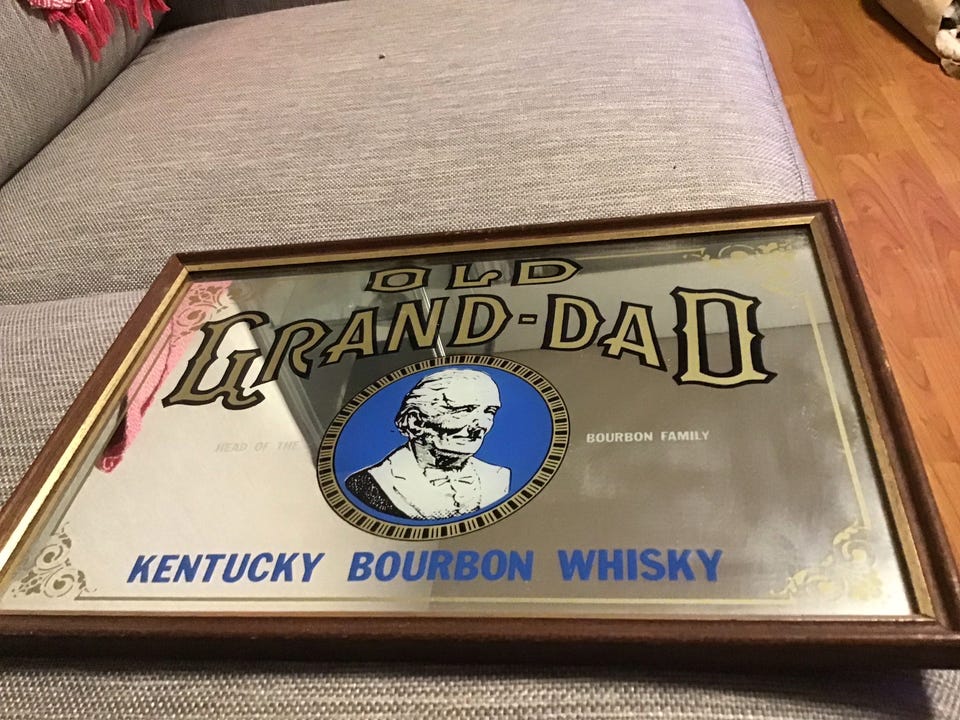 OLD
GRAND-DAD
HEAD OF THE BOURBON FAMILY
KENTUCKY BOURBON WHISKY